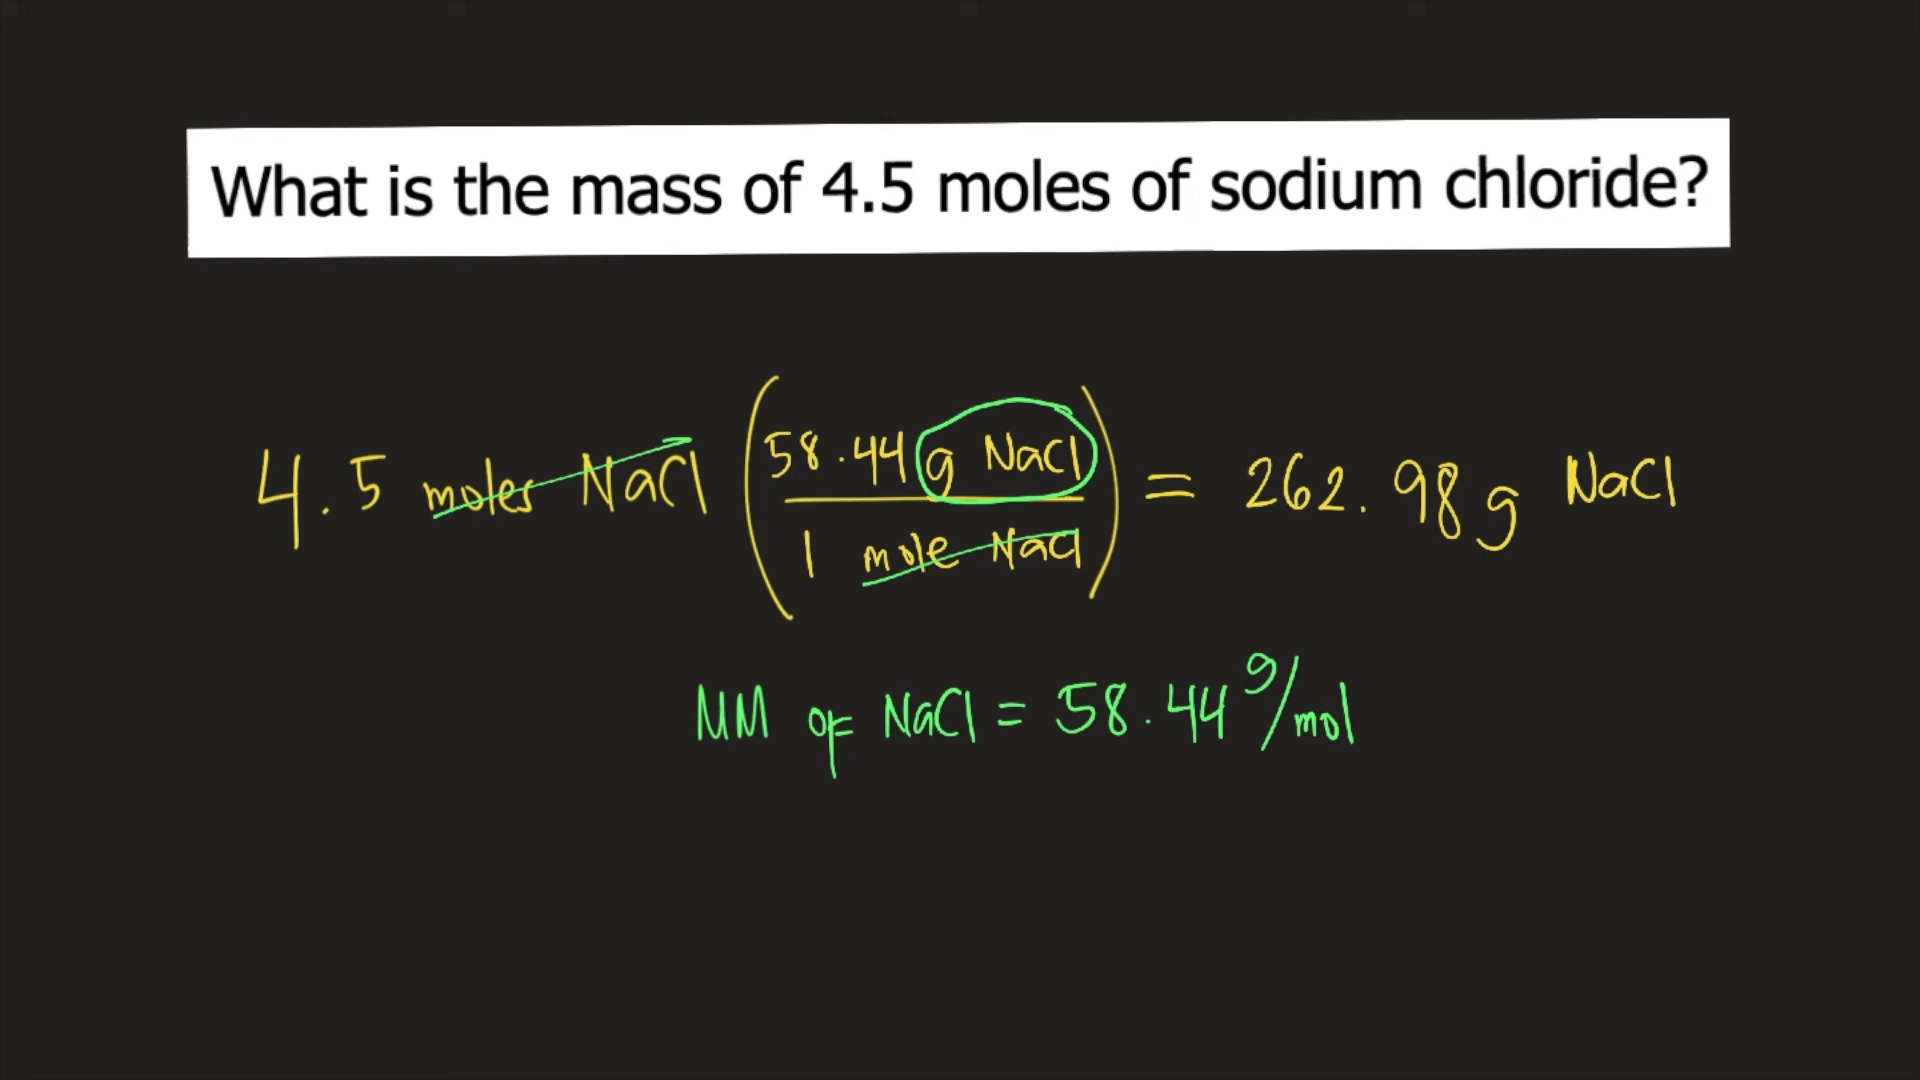 What is the mass of 4.5 moles of sodium chloride?
4.5 moles NaCl (58.44 g NaCl / 1 mole NaCl) = 262.98 g NaCl
MM of NaCl = 58.44 g/mol